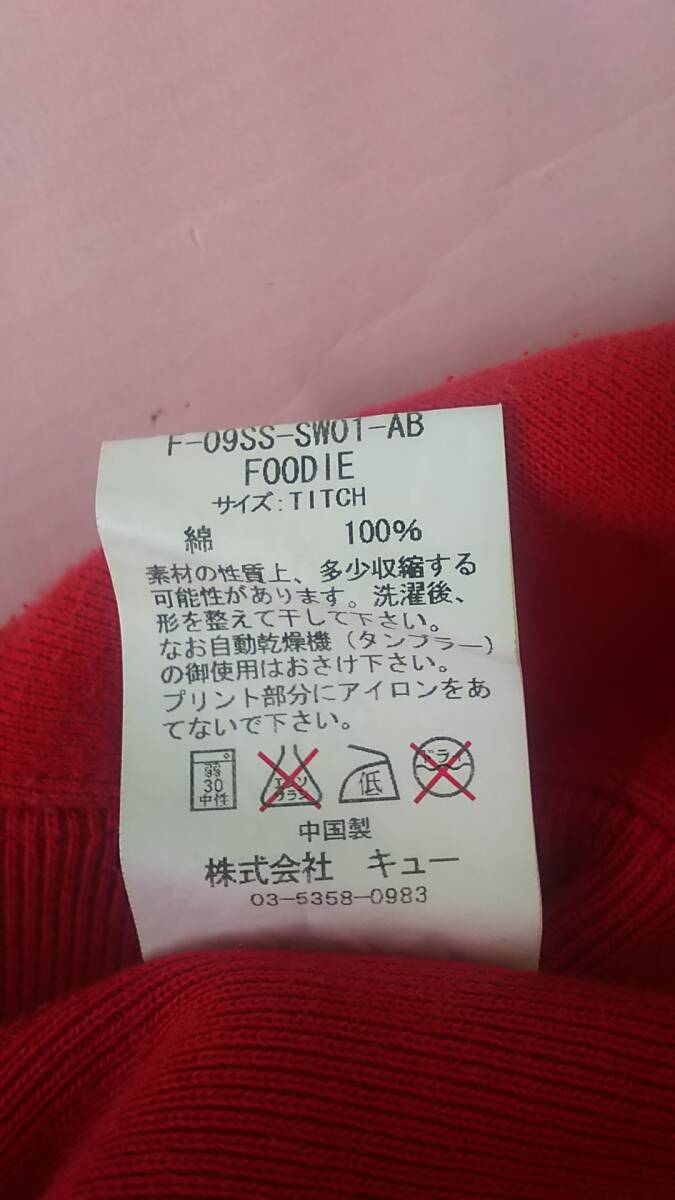 F-09SS-SW01-AB
FOODIE
サイズ:TITCH
綿 100%
素材の性質上、多少収縮する
可能性があります。洗濯後、
形を整えて干して下さい。
なお自動乾燥機(タンブラー)
の御使用はおさけ下さい。
プリント部分にアイロンをあ
てないで下さい。
弱
30
中性
エンソ
フラシ
低
ドライ
中国製
株式会社 キュー
03-5358-0983